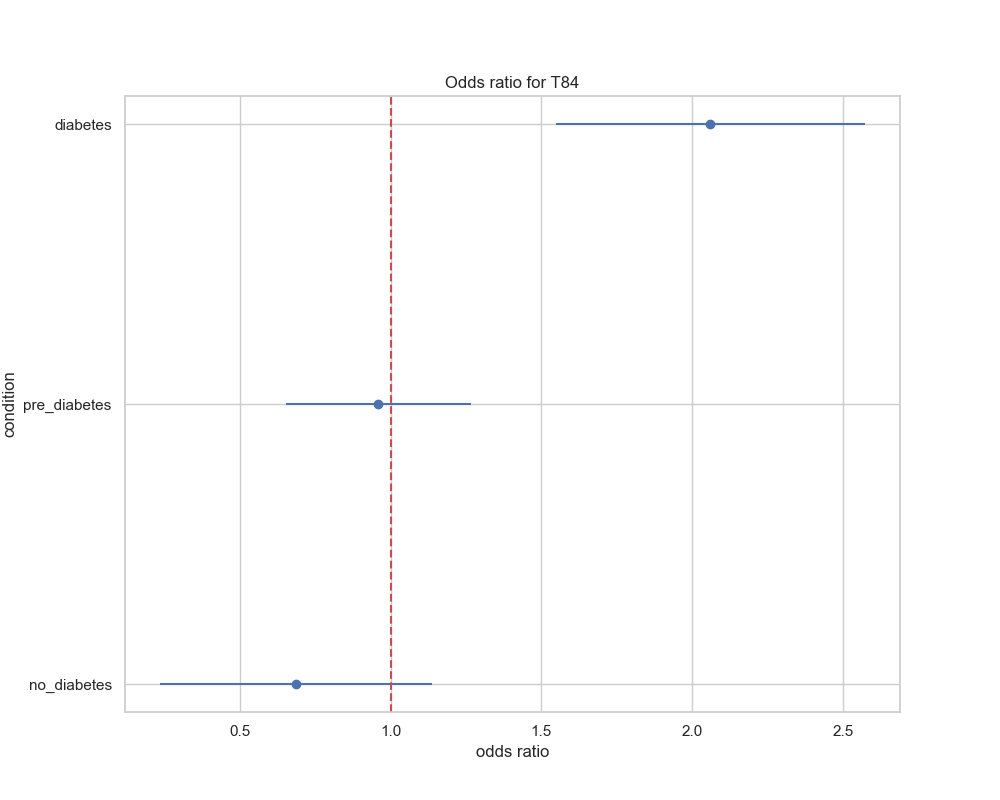 Odds ratio for T84
diabetes
pre_diabetes
no_diabetes
condition
0.5 1.0 1.5 2.0 2.5
odds ratio